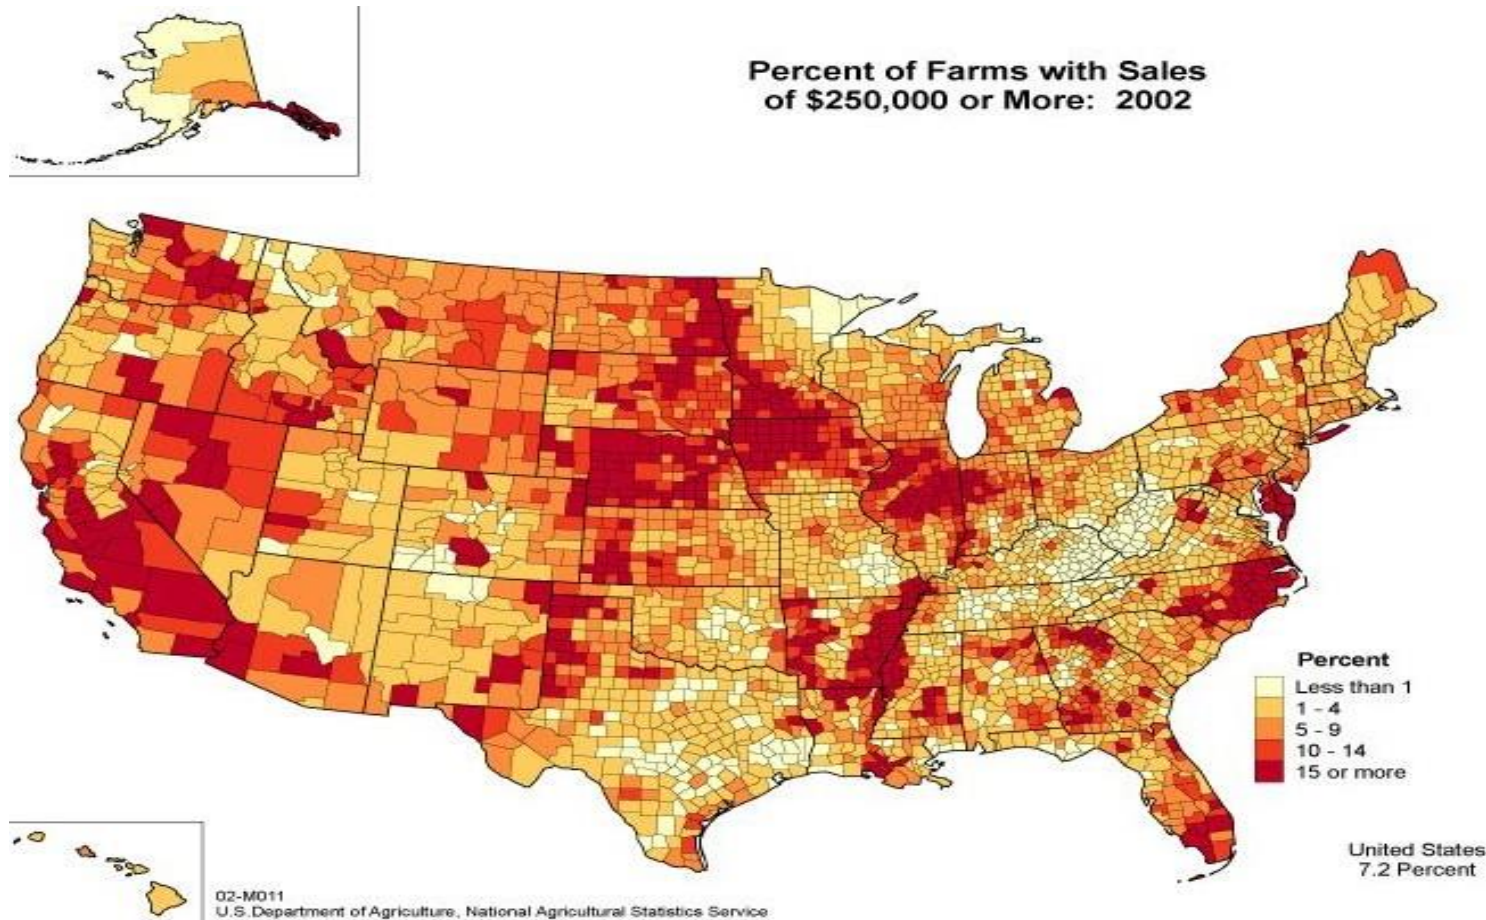 Percent of Farms with Sales
of $250,000 or More:  2002
Percent
Less than 1
1 - 4
5 - 9
10 - 14
15 or more
United States
7.2 Percent
02-M011
U.S.Department of Agriculture, National Agricultural Statistics Service